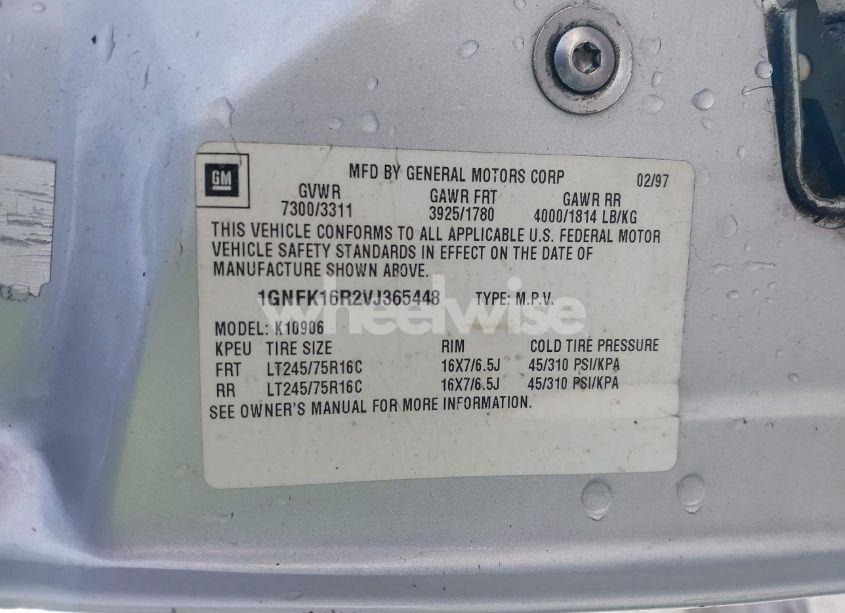 GM
MFD BY GENERAL MOTORS CORP 02/97
GVWR GAWR FRT GAWR RR
7300/3311 3925/1780 4000/1814 LB/KG
THIS VEHICLE CONFORMS TO ALL APPLICABLE U.S. FEDERAL MOTOR
VEHICLE SAFETY STANDARDS IN EFFECT ON THE DATE OF
MANUFACTURE SHOWN ABOVE.
1GNFK16R2VJ365448 TYPE: M.P.V.
wheelwise
MODEL: K10906
KPEU TIRE SIZE RIM COLD TIRE PRESSURE
FRT LT245/75R16C 16X7/6.5J 45/310 PSI/KPA
RR LT245/75R16C 16X7/6.5J 45/310 PSI/KPA
SEE OWNER'S MANUAL FOR MORE INFORMATION.